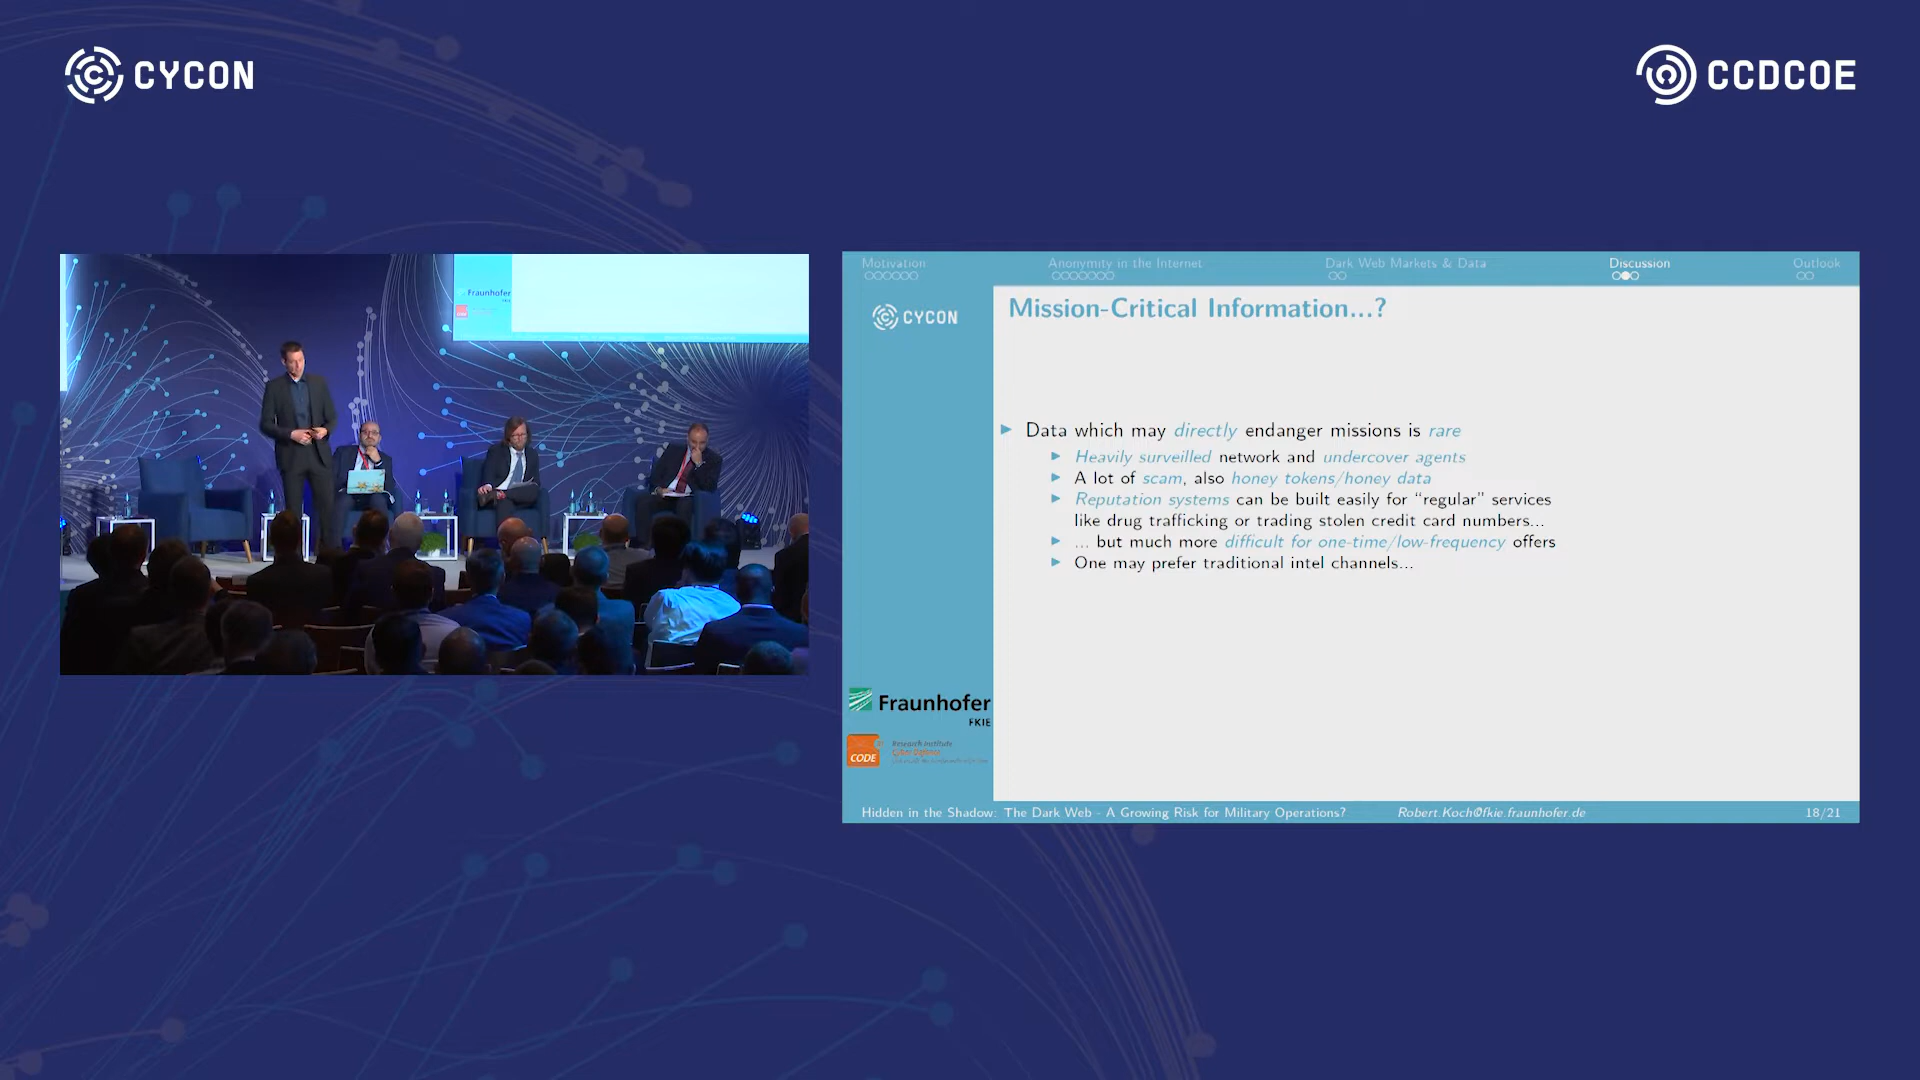 CYCON
CCDCOE
Motivation
Anonymity in the Internet
Dark Web Markets & Data
Discussion
Outlook
CYCON
Mission-Critical Information...?
Data which may directly endanger missions is rare
Heavily surveilled network and undercover agents
A lot of scam, also honey tokens/honey data
Reputation systems can be built easily for “regular” services
like drug trafficking or trading stolen credit card numbers...
... but much more difficult for one-time/low-frequency offers
One may prefer traditional intel channels...
Fraunhofer
Fraunhofer
FKIE
CODE
Research Institute
Hidden in the Shadow: The Dark Web - A Growing Risk for Military Operations?
Robert.Koch@fkie.fraunhofer.de
18/21